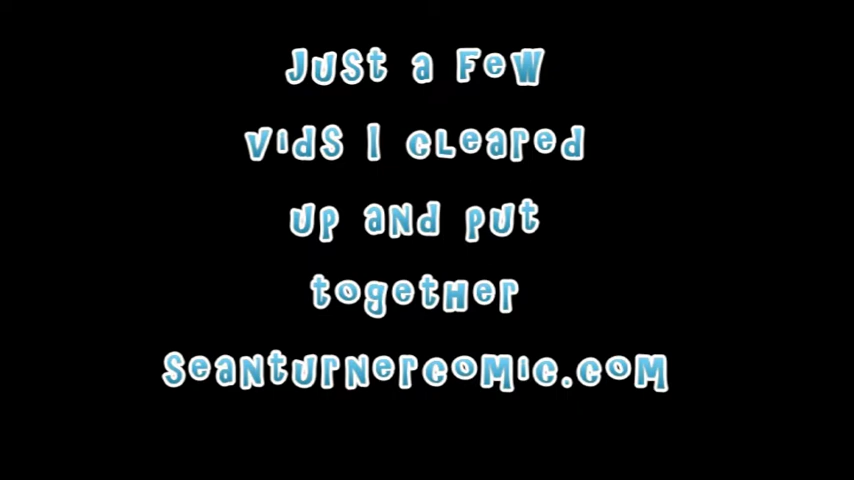 Just a few
vids I cleared
up and put
together
seanturnercomic.com